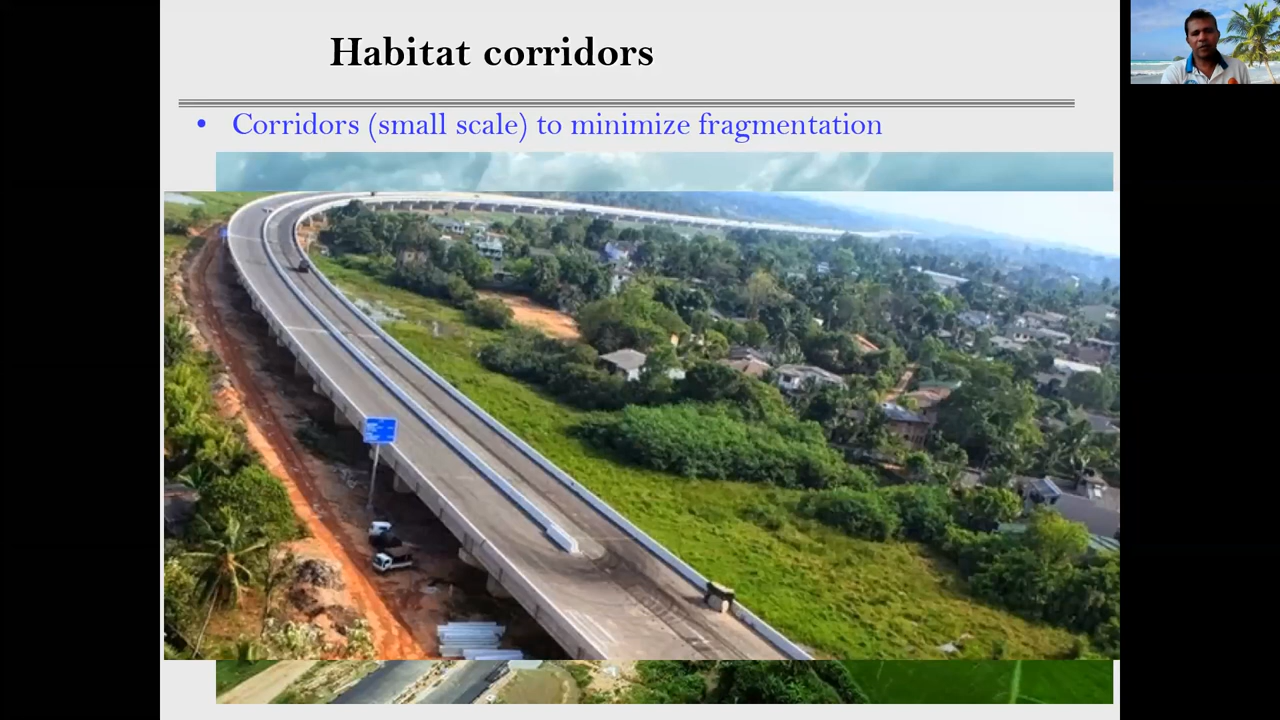 Habitat corridors
• Corridors (small scale) to minimize fragmentation